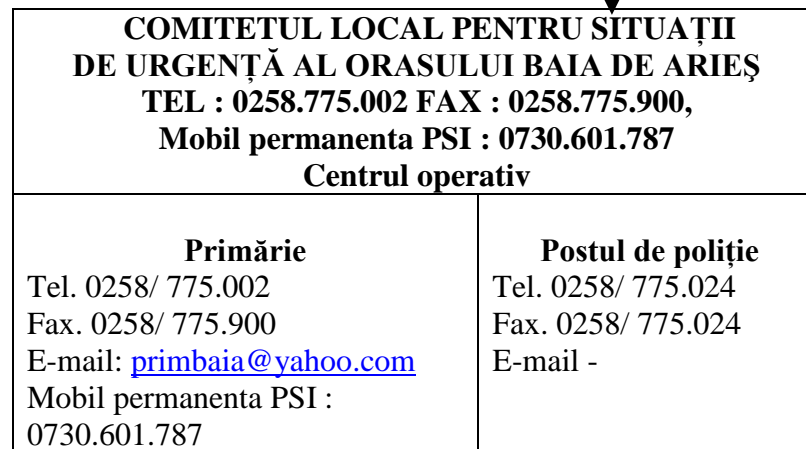 COMITETUL LOCAL PENTRU SITUAȚII
DE URGENȚĂ AL ORASULUI BAIA DE ARIEŞ
TEL : 0258.775.002 FAX : 0258.775.900,
Mobil permanenta PSI : 0730.601.787
Centrul operativ
Primărie
Tel. 0258/ 775.002
Fax. 0258/ 775.900
E-mail: primbaia@yahoo.com
Mobil permanenta PSI :
0730.601.787
Postul de poliție
Tel. 0258/ 775.024
Fax. 0258/ 775.024
E-mail -